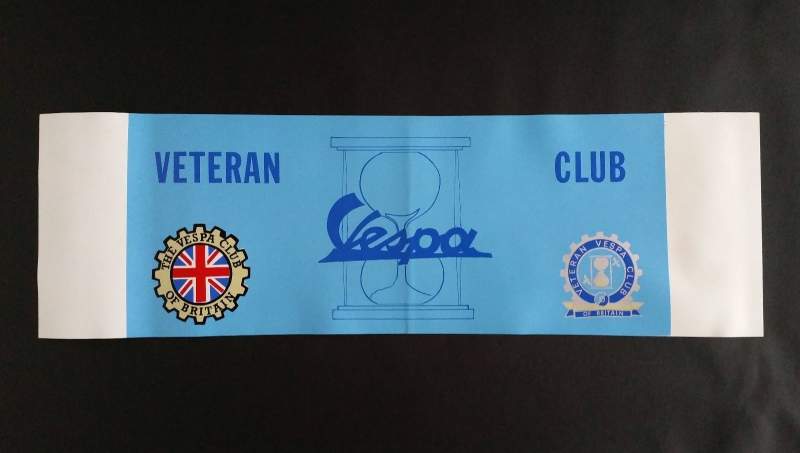 VETERAN
Vespa
CLUB
THE VESPA CLUB
OF BRITAIN
VETERAN VESPA CLUB
OF BRITAIN